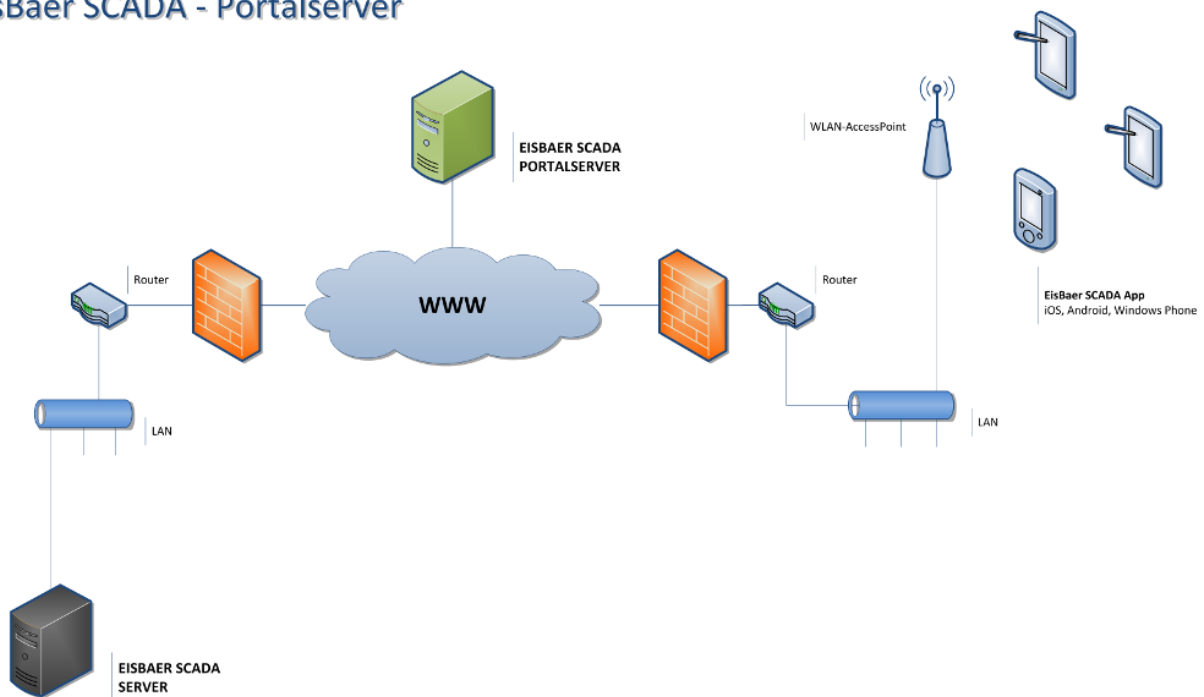 sBaer SCADA - Portalserver
EISBAER SCADA
PORTALSERVER
WLAN-AccessPoint
Router
WWW
Router
EisBaer SCADA App
iOS, Android, Windows Phone
LAN
LAN
EISBAER SCADA
SERVER